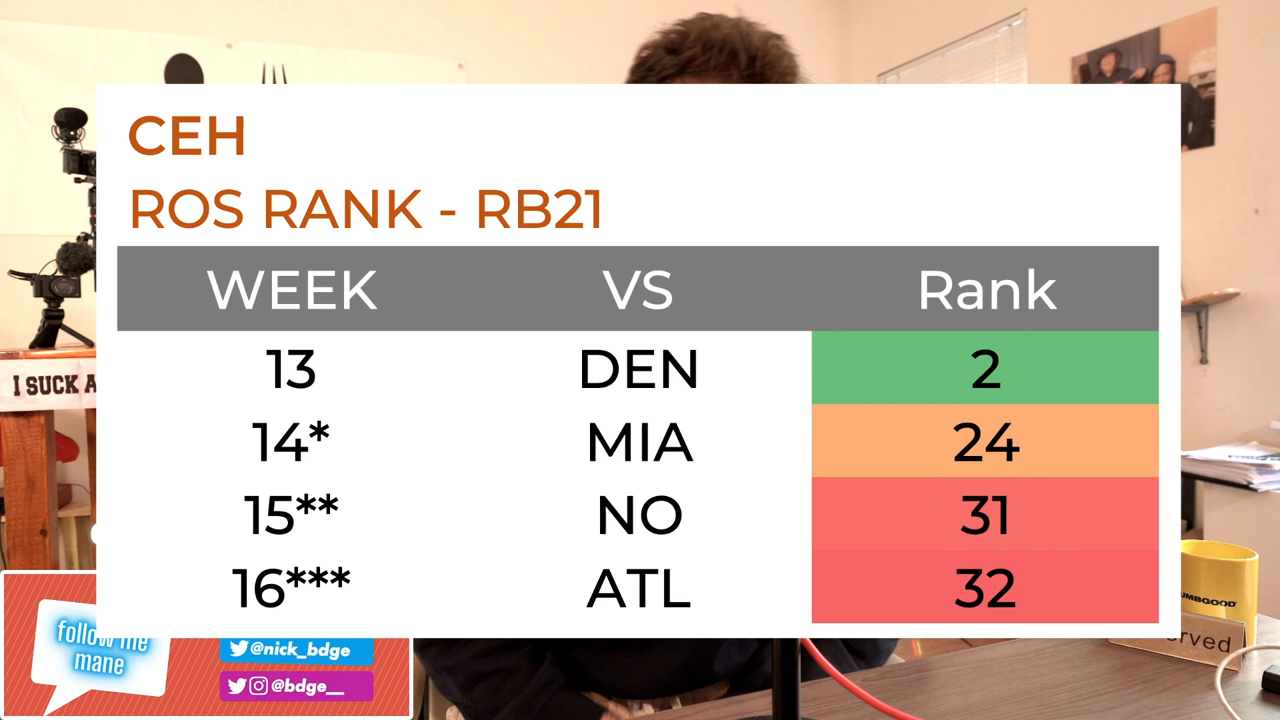 CEH
ROS RANK - RB21
WEEK VS Rank
13 DEN 2
14* MIA 24
15** NO 31
16*** ATL 32
I SUCK A
follow me
mane
@nick_bdge
@bdge__